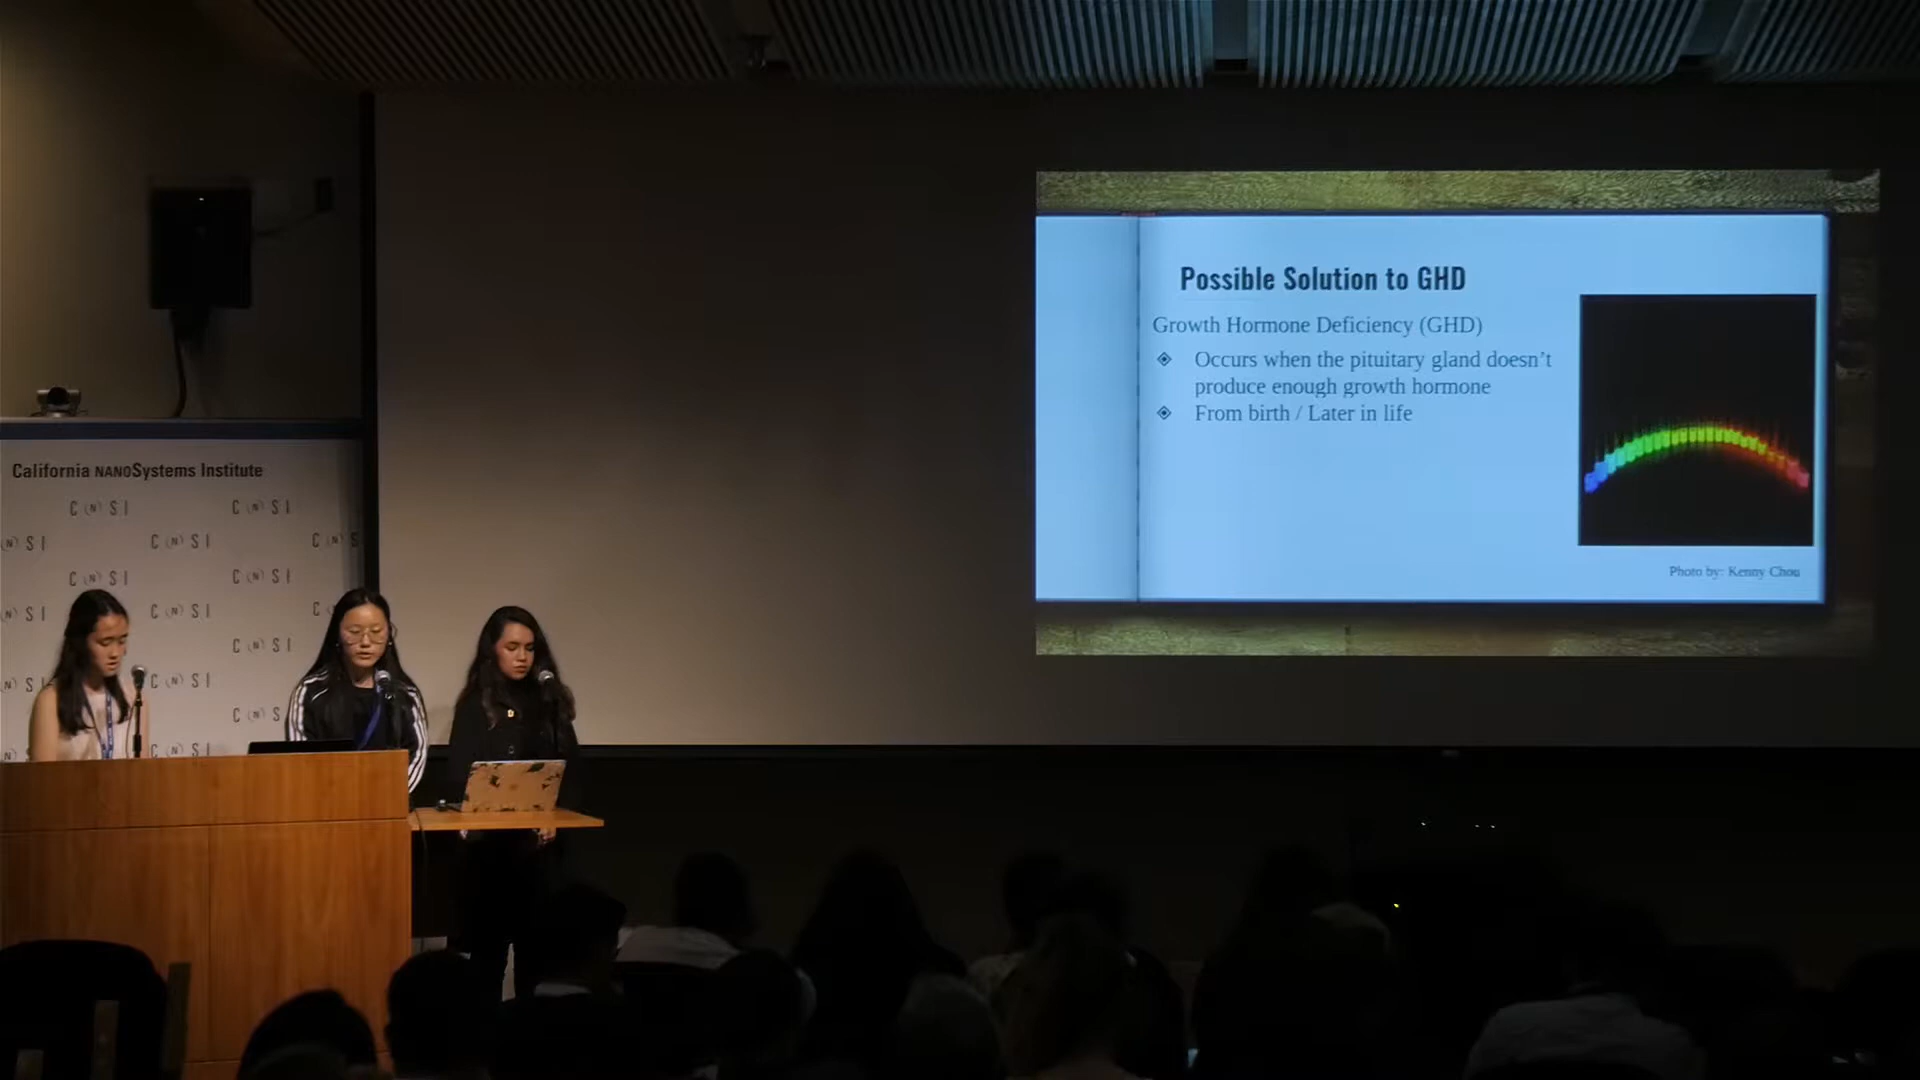 Possible Solution to GHD
Growth Hormone Deficiency (GHD)
Occurs when the pituitary gland doesn't
produce enough growth hormone
From birth / Later in life
Photo by: Kenny Chou
California NANOSystems Institute
C (N) S I
C (N) S I
(N) S I
C (N) S I
C (N) S
C (N) S I
C (N) S I
(N) S I
C (N) S I
C
C (N) S I
(N) S
C (N) S I
C (N) S
(N)
C (N) S I